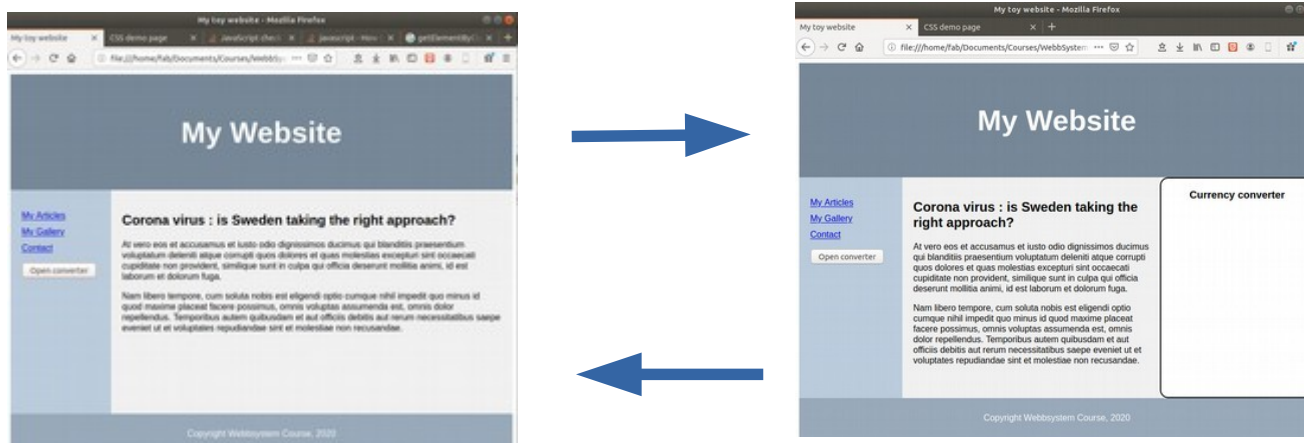 My toy website - Mozilla Firefox
My toy website
CSS demo page
file:///home/fab/Documents/Courses/WebbSy
My Website
My Articles
My Gallery
Contact
Open converter
Corona virus : is Sweden taking the right approach?
At vero eos et accusamus et iusto odio dignissimos ducimus qui blanditiis praesentium
voluptatum deleniti atque corrupti quos dolores et quas molestias excepturi sint occaecati
cupiditate non provident, similique sunt in culpa qui officia deserunt mollitia animi, id est
laborum et dolorum fuga.
Nam libero tempore, cum soluta nobis est eligendi optio cumque nihil impedit quo minus id
quod maxime placeat facere possimus, omnis voluptas assumenda est, omnis dolor
repellendus. Temporibus autem quibusdam et aut officiis debitis aut rerum necessitatibus saepe
eveniet ut et voluptates repudiandae sint et molestiae non recusandae.
Copyright Webbsystem Course, 2020
My toy website - Mozilla Firefox
My toy website
CSS demo page
file:///home/fab/Documents/Courses/WebbSystem
My Website
My Articles
My Gallery
Contact
Open converter
Corona virus : is Sweden taking the
right approach?
At vero eos et accusamus et iusto odio dignissimos ducimus
qui blanditiis praesentium voluptatum deleniti atque corrupti
quos dolores et quas molestias excepturi sint occaecati
cupiditate non provident, similique sunt in culpa qui officia
deserunt mollitia animi, id est laborum et dolorum fuga.
Nam libero tempore, cum soluta nobis est eligendi optio
cumque nihil impedit quo minus id quod maxime placeat
facere possimus, omnis voluptas assumenda est, omnis
dolor repellendus. Temporibus autem quibusdam et aut
officiis debitis aut rerum necessitatibus saepe eveniet ut et
voluptates repudiandae sint et molestiae non recusandae.
Currency converter
Copyright Webbsystem Course, 2020